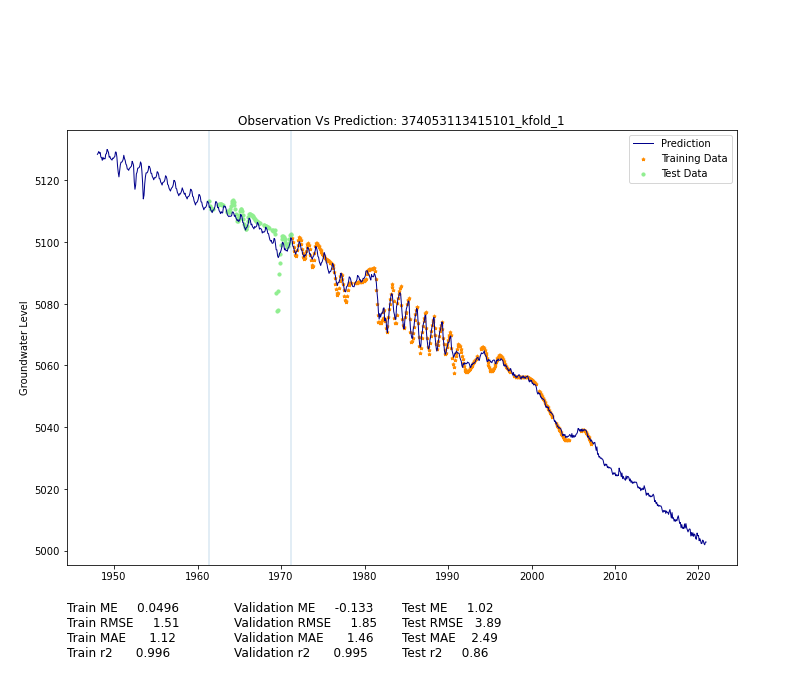 Observation Vs Prediction: 374053113415101_kfold_1
Prediction
Training Data
Test Data
Groundwater Level
5120
5100
5080
5060
5040
5020
5000
1950 1960 1970 1980 1990 2000 2010 2020
Train ME 0.0496 Validation ME -0.133 Test ME 1.02
Train RMSE 1.51 Validation RMSE 1.85 Test RMSE 3.89
Train MAE 1.12 Validation MAE 1.46 Test MAE 2.49
Train r2 0.996 Validation r2 0.995 Test r2 0.86